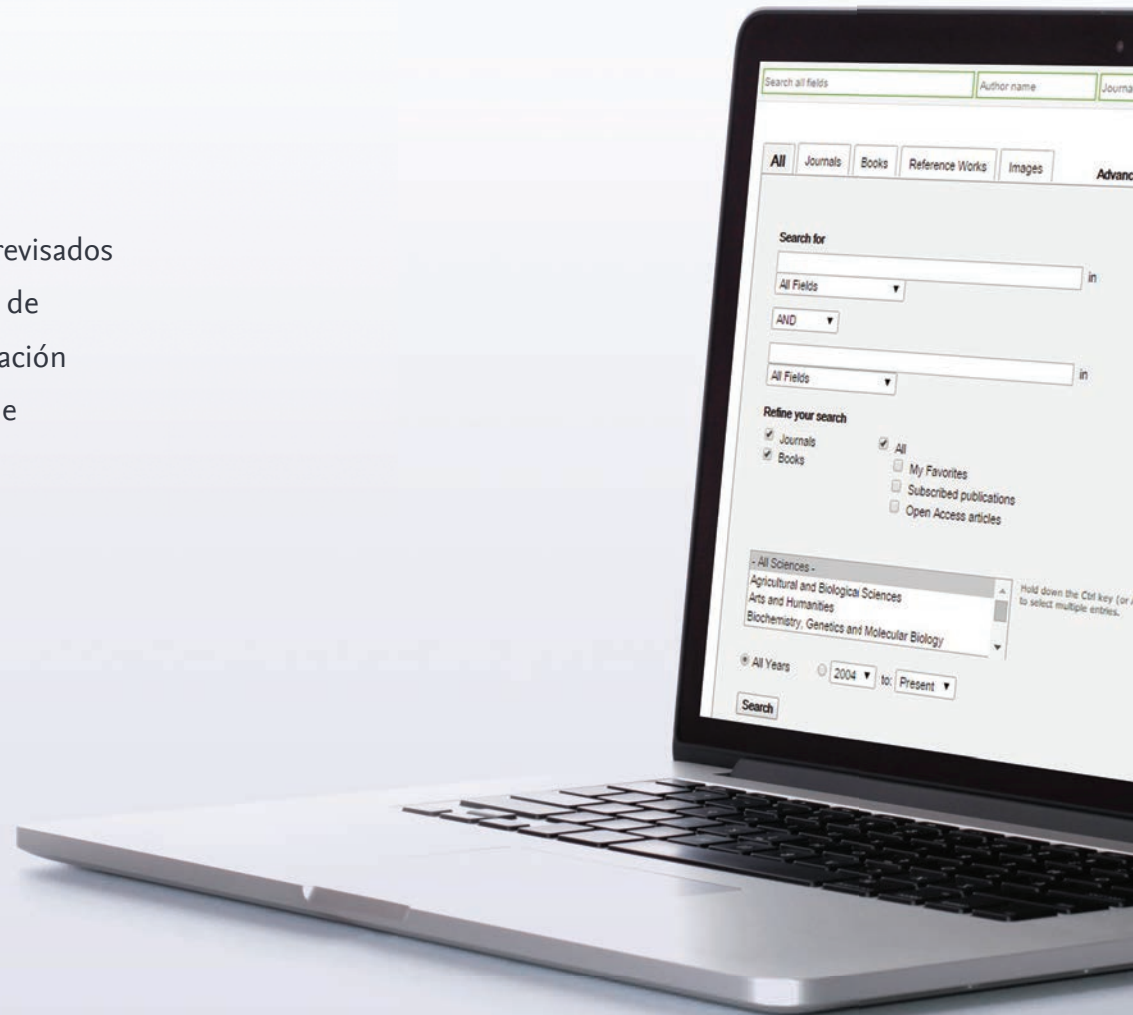 revisados
de
ación
e
Search all fields
Author name
Journa
All
Journals
Books
Reference Works
Images
Advanc
Search for
in
All Fields
AND
in
All Fields
Refine your search
Journals
Books
All
My Favorites
Subscribed publications
Open Access articles
- All Sciences -
Agricultural and Biological Sciences
Arts and Humanities
Biochemistry, Genetics and Molecular Biology
Hold down the Ctrl key (or A
to select multiple entries.
All Years
2004
to:
Present
Search